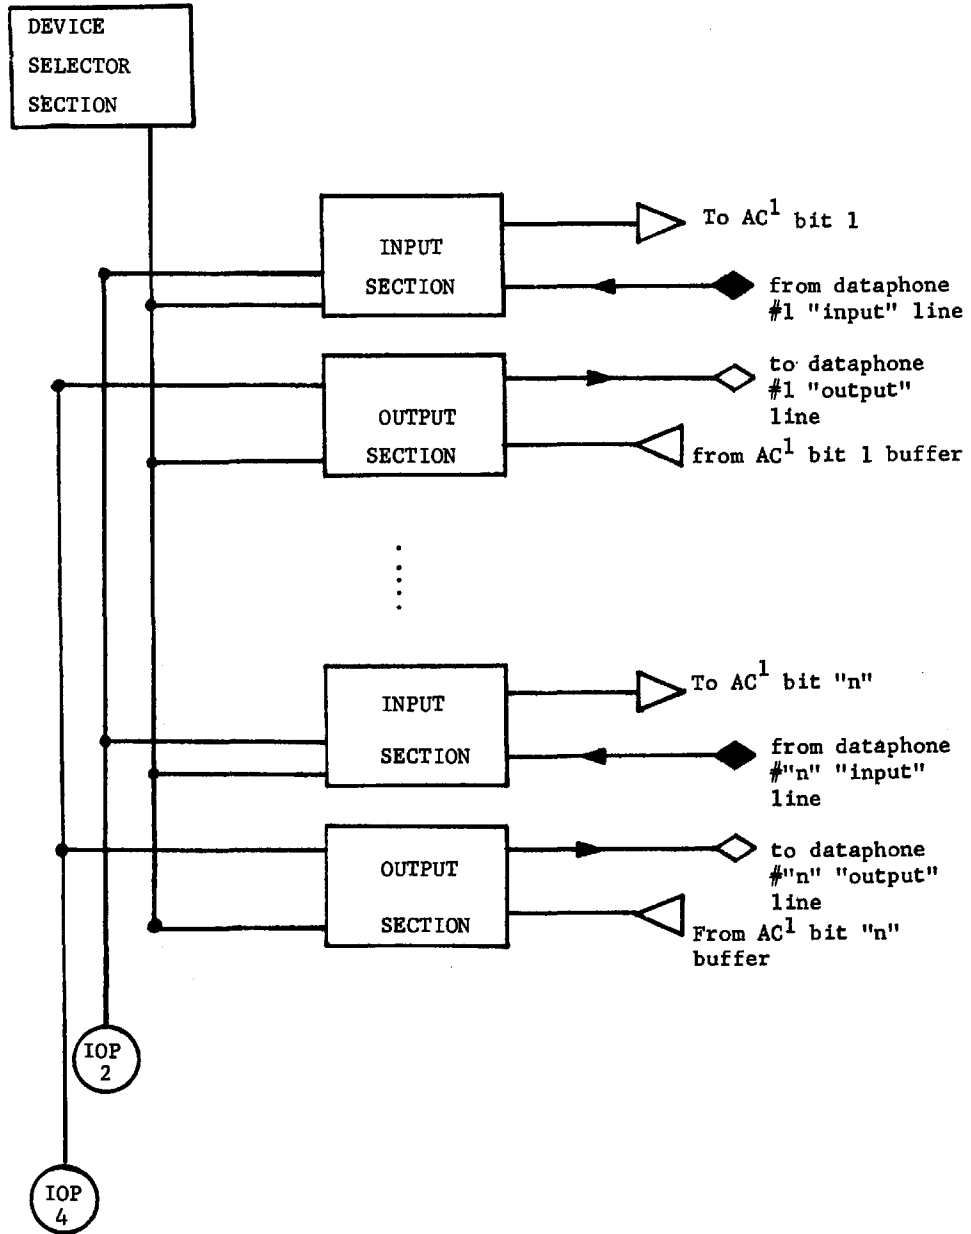 DEVICE
SELECTOR
SECTION
INPUT
SECTION
To AC1 bit 1
from dataphone
#1 "input" line
OUTPUT
SECTION
to dataphone
#1 "output"
line
from AC1 bit 1 buffer
INPUT
SECTION
To AC1 bit "n"
from dataphone
#"n" "input"
line
OUTPUT
SECTION
to dataphone
#"n" "output"
line
From AC1 bit "n"
buffer
IOP
2
IOP
4